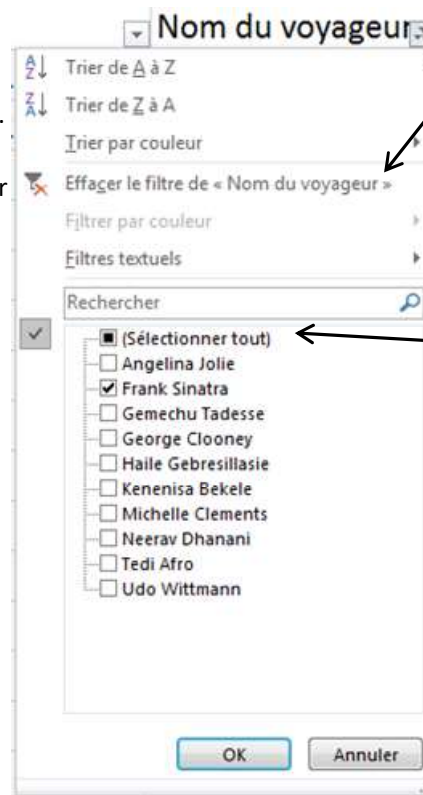 Nom du voyageur
Trier de A à Z
Trier de Z à A
Trier par couleur
r
Effacer le filtre de « Nom du voyageur »
Filtrer par couleur
Filtres textuels
Rechercher
(Sélectionner tout)
Angelina Jolie
Frank Sinatra
Gemechu Tadesse
George Clooney
Haile Gebresillasie
Kenenisa Bekele
Michelle Clements
Neerav Dhanani
Tedi Afro
Udo Wittmann
OK
Annuler